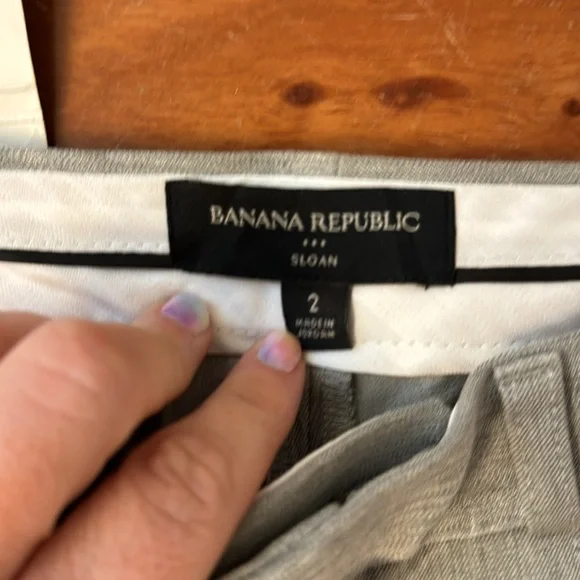 BANANA REPUBLIC
SLOAN
2
MADE IN
JORDAN